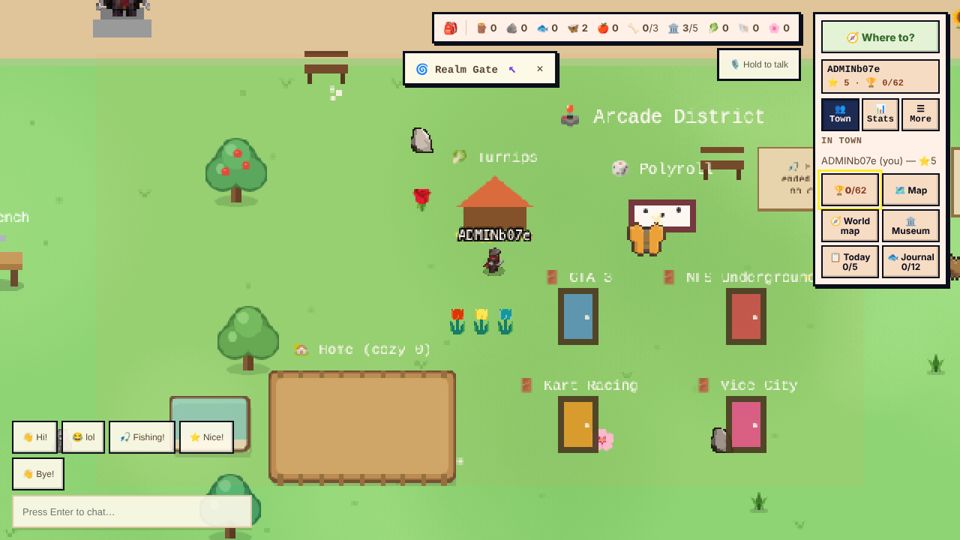 0 0 0 2 0 0/3 3/5 0 0 0
Where to?
Realm Gate ×
Hold to talk
ADMINb07e
5 · 0/62
Town Stats More
IN TOWN
ADMINb07e (you) — 5
0/62 Map
World map Museum
Today 0/5 Journal 0/12
Arcade District
Turnips
Polyroll
ended
ADMINb07e
GTA 3
NFS Underground
Home (cozy 0)
Kart Racing
Vice City
Hi! lol Fishing! Nice!
Bye!
Press Enter to chat…